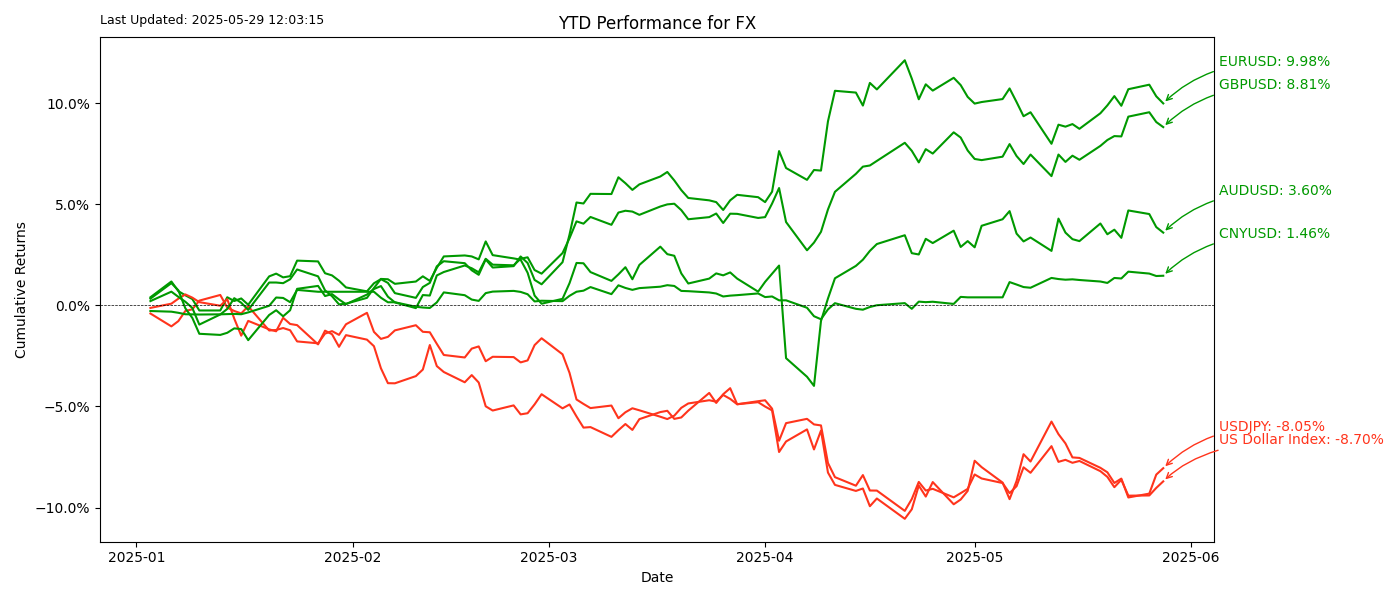 Last Updated: 2025-05-29 12:03:15
YTD Performance for FX
EURUSD: 9.98%
GBPUSD: 8.81%
AUDUSD: 3.60%
CNYUSD: 1.46%
USDJPY: -8.05%
US Dollar Index: -8.70%
Cumulative Returns
10.0%
5.0%
0.0%
−5.0%
−10.0%
2025-01 2025-02 2025-03 2025-04 2025-05 2025-06
Date